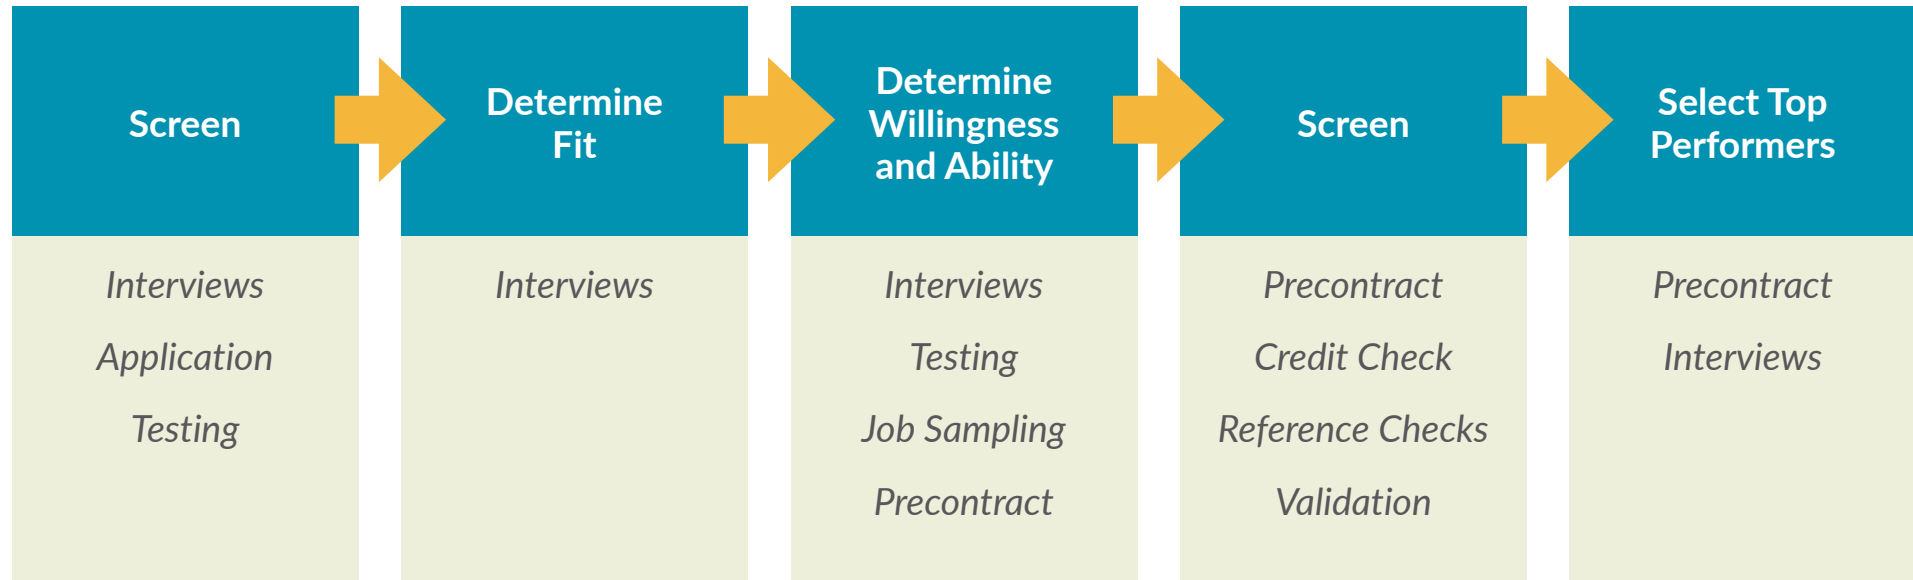 Screen
Determine
Fit
Determine
Willingness
and Ability
Screen
Select Top
Performers
Interviews
Application
Testing
Interviews
Interviews
Testing
Job Sampling
Precontract
Precontract
Credit Check
Reference Checks
Validation
Precontract
Interviews